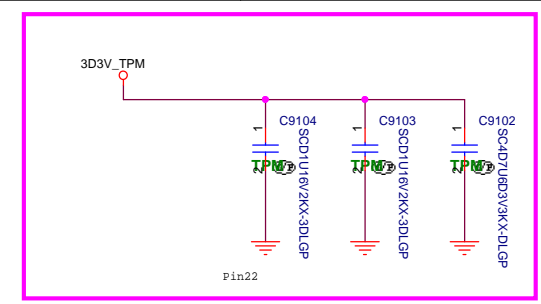 3D3V_TPM
C9104
C9103
C9102
1
1
1
SCD1U16V2KX-3DLGP
SCD1U16V2KX-3DLGP
SC4D7U6D3V3KX-DLGP
2
2
2
TPM
TPM
TPM
Pin22